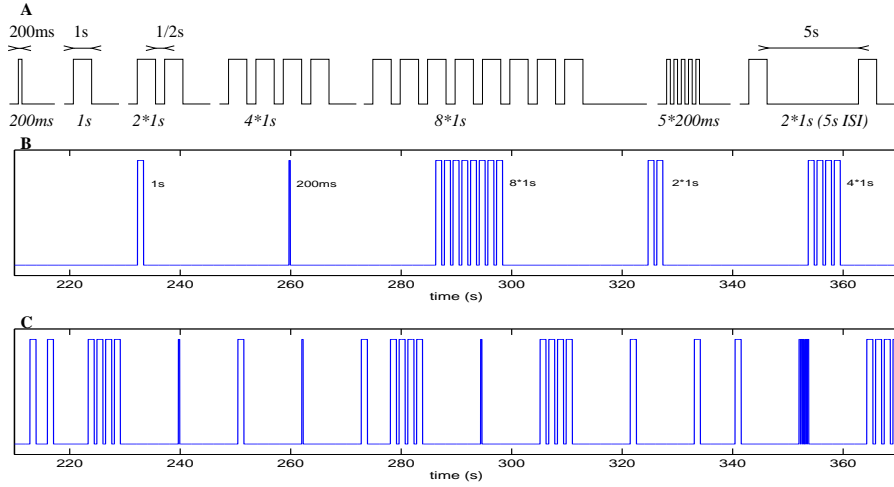 A
200ms 1s 1/2s 5s
200ms 1s 2*1s 4*1s 8*1s 5*200ms 2*1s (5s ISI)
B
1s 200ms 8*1s 2*1s 4*1s
220 240 260 280 300 320 340 360
time (s)
C
220 240 260 280 300 320 340 360
time (s)